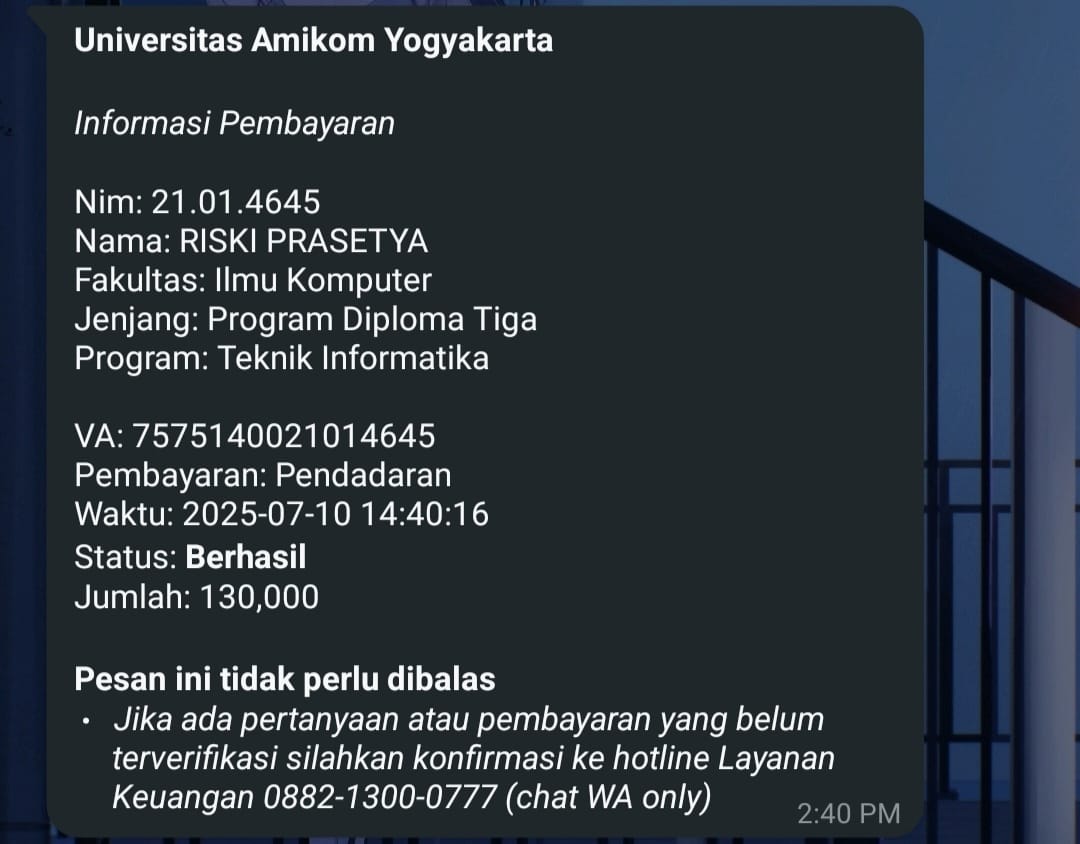 Universitas Amikom Yogyakarta
Informasi Pembayaran
Nim: 21.01.4645
Nama: RISKI PRASETYA
Fakultas: Ilmu Komputer
Jenjang: Program Diploma Tiga
Program: Teknik Informatika
VA: 7575140021014645
Pembayaran: Pendadaran
Waktu: 2025-07-10 14:40:16
Status: Berhasil
Jumlah: 130,000
Pesan ini tidak perlu dibalas
• Jika ada pertanyaan atau pembayaran yang belum
terverifikasi silahkan konfirmasi ke hotline Layanan
Keuangan 0882-1300-0777 (chat WA only)
2:40 PM